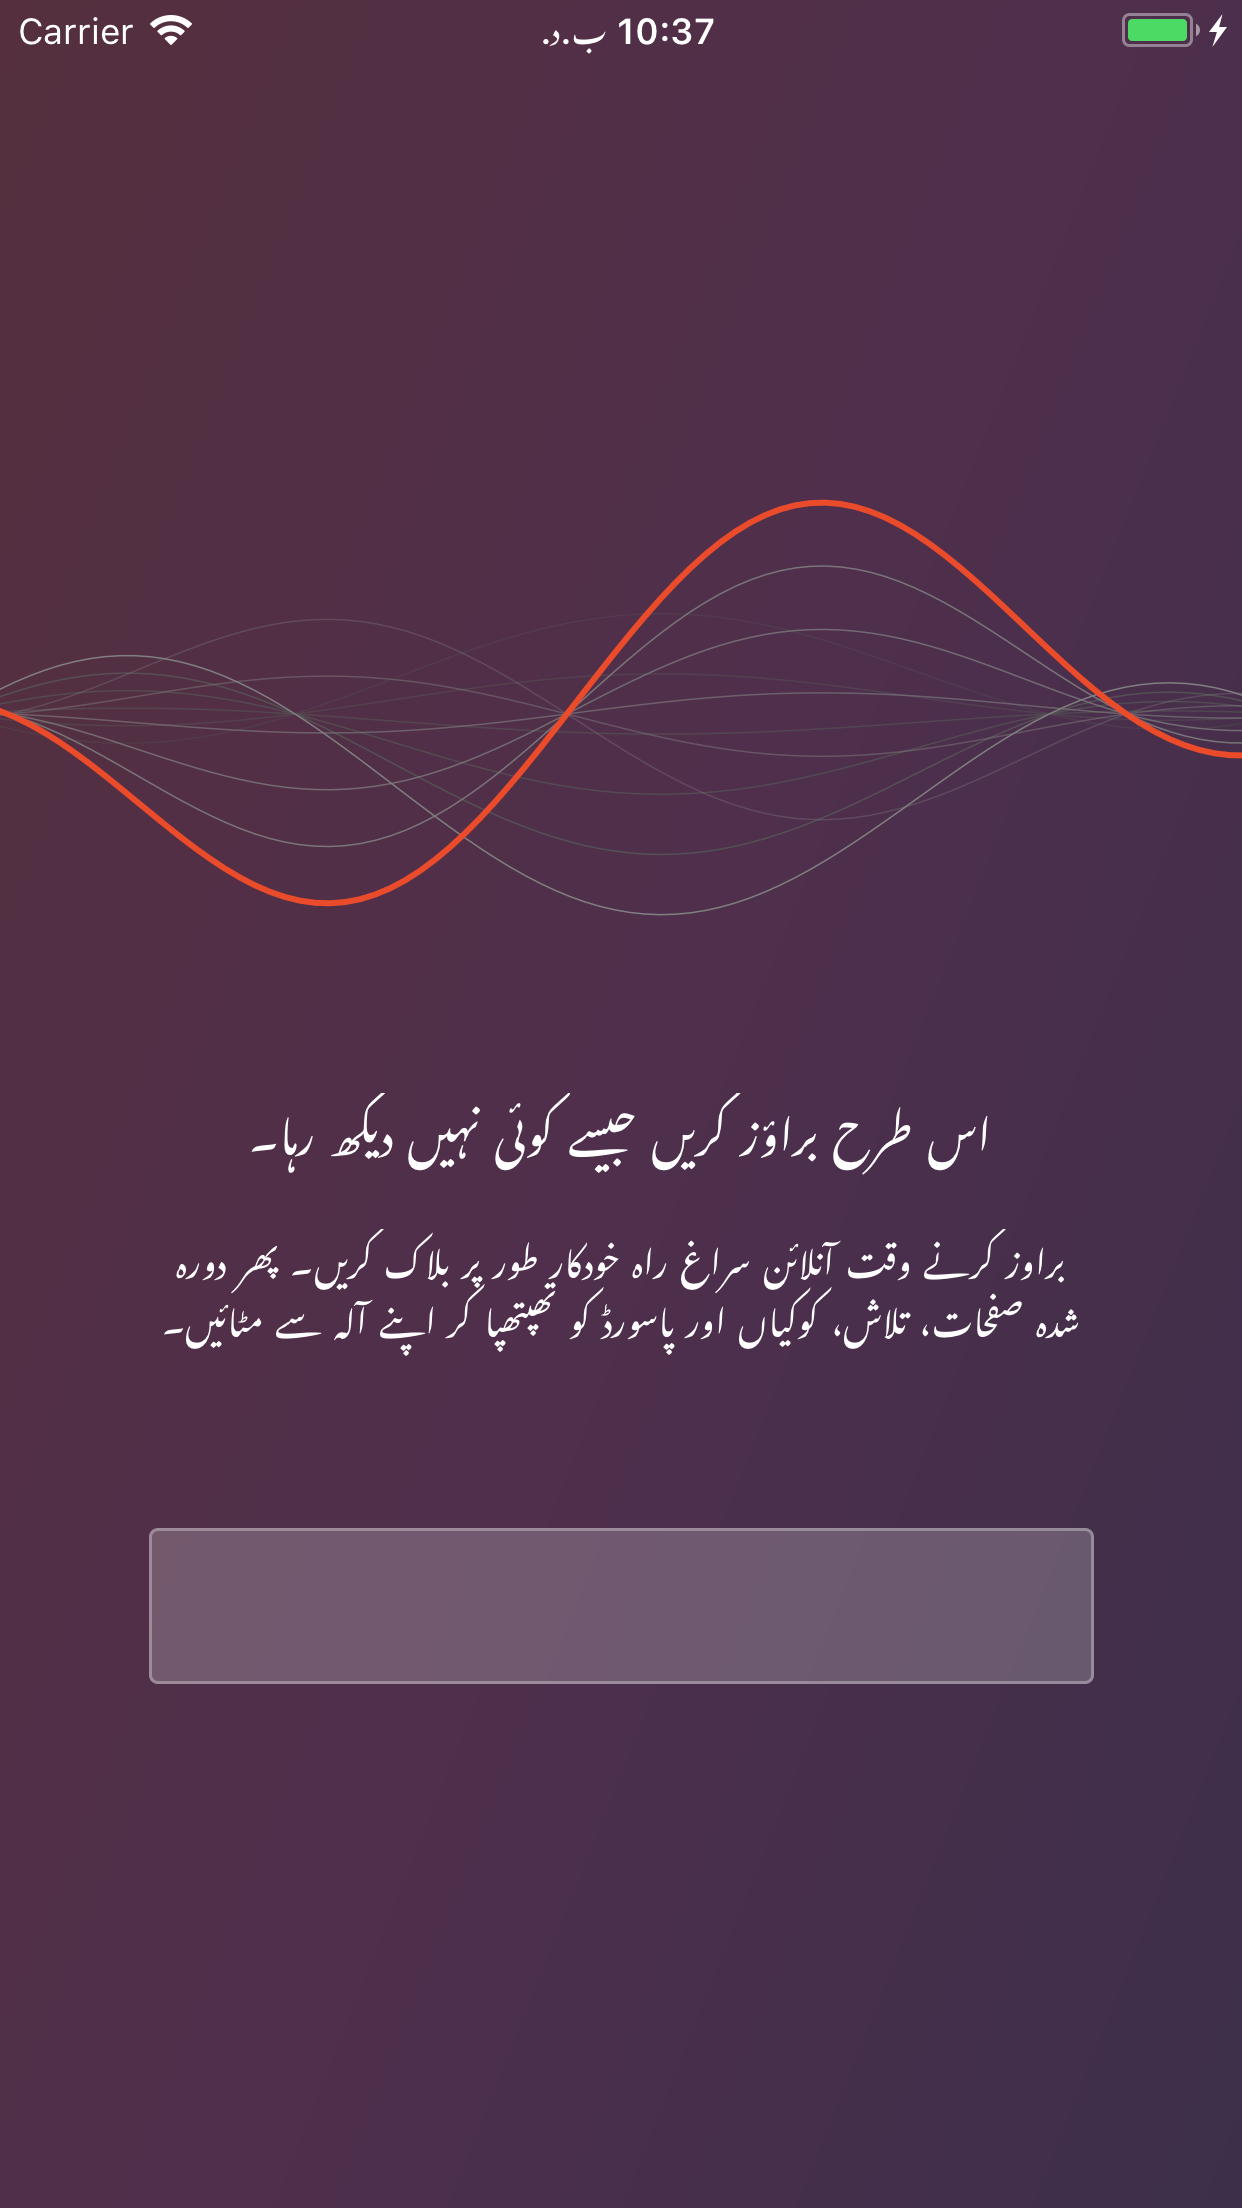 Carrier
10:37 ب.د.
اس طرح براؤز کریں جیسے کوئی نہیں دیکھ رہا۔
براوز کرنے وقت آنلائن سراغ راہ خودکار طور پر بلاک کریں۔ پھر دورہ
شدہ صفحات، تلاش، کوکیاں اور پاسورڈ کو تھپتھپا کر اپنے آلہ سے مٹائیں۔